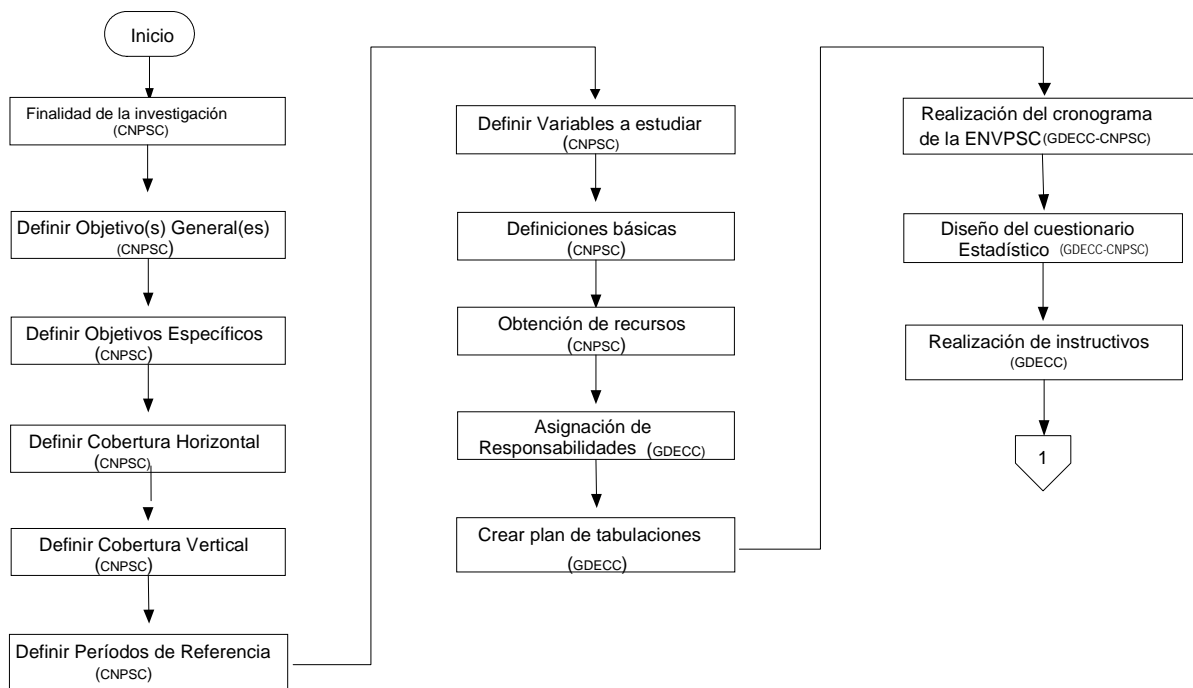 Inicio
Finalidad de la investigación
(CNPSC)
Definir Objetivo(s) General(es)
(CNPSC)
Definir Objetivos Específicos
(CNPSC)
Definir Cobertura Horizontal
(CNPSC)
Definir Cobertura Vertical
(CNPSC)
Definir Períodos de Referencia
(CNPSC)
Definir Variables a estudiar
(CNPSC)
Definiciones básicas
(CNPSC)
Obtención de recursos
(CNPSC)
Asignación de
Responsabilidades (GDECC)
Crear plan de tabulaciones
(GDECC)
Realización del cronograma
de la ENVPSC (GDECC-CNPSC)
Diseño del cuestionario
Estadístico (GDECC-CNPSC)
Realización de instructivos
(GDECC)
1